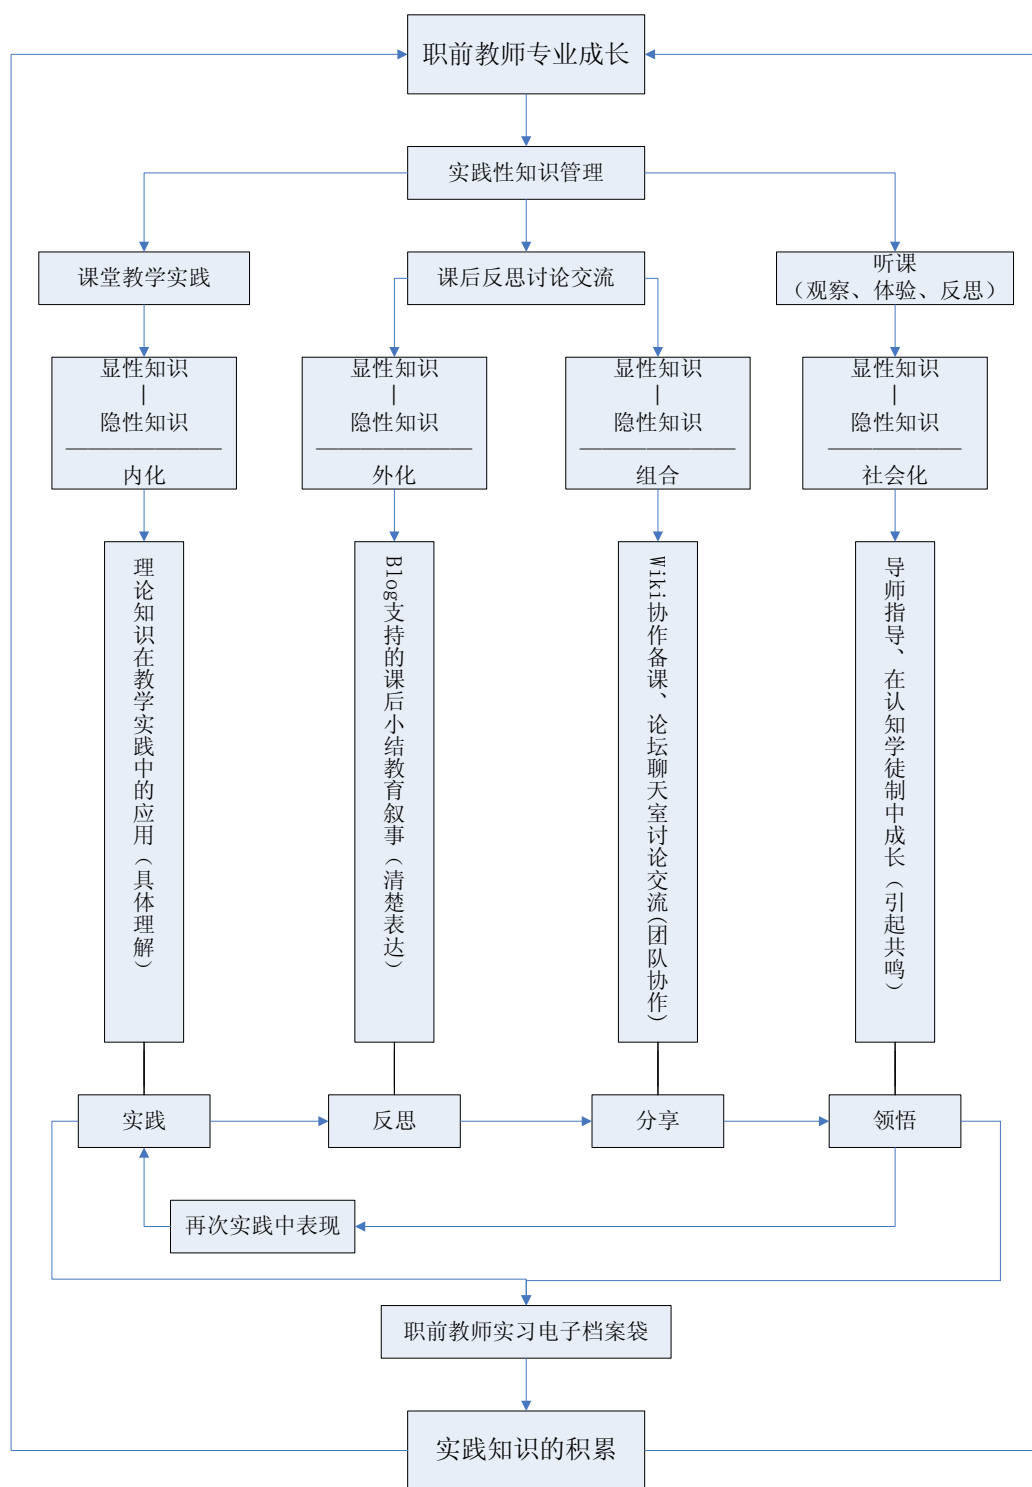 职前教师专业成长
实践性知识管理
课堂教学实践
课后反思讨论交流
听课
（观察、体验、反思）
显性知识
隐性知识
内化
显性知识
隐性知识
外化
显性知识
隐性知识
组合
显性知识
隐性知识
社会化
理论知识在教学实践中的应用（具体理解）
Blog支持的课后小结教育叙事（清楚表达）
Wiki协作备课、论坛聊天室讨论交流(团队协作)
导师指导、在认知学徒制中成长（引起共鸣）
实践
反思
分享
领悟
再次实践中表现
职前教师实习电子档案袋
实践知识的积累